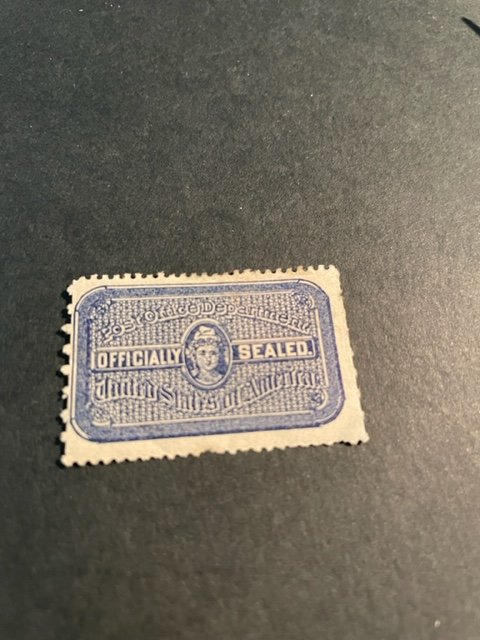 Post Office Department
OFFICIALLY SEALED.
United States of America.